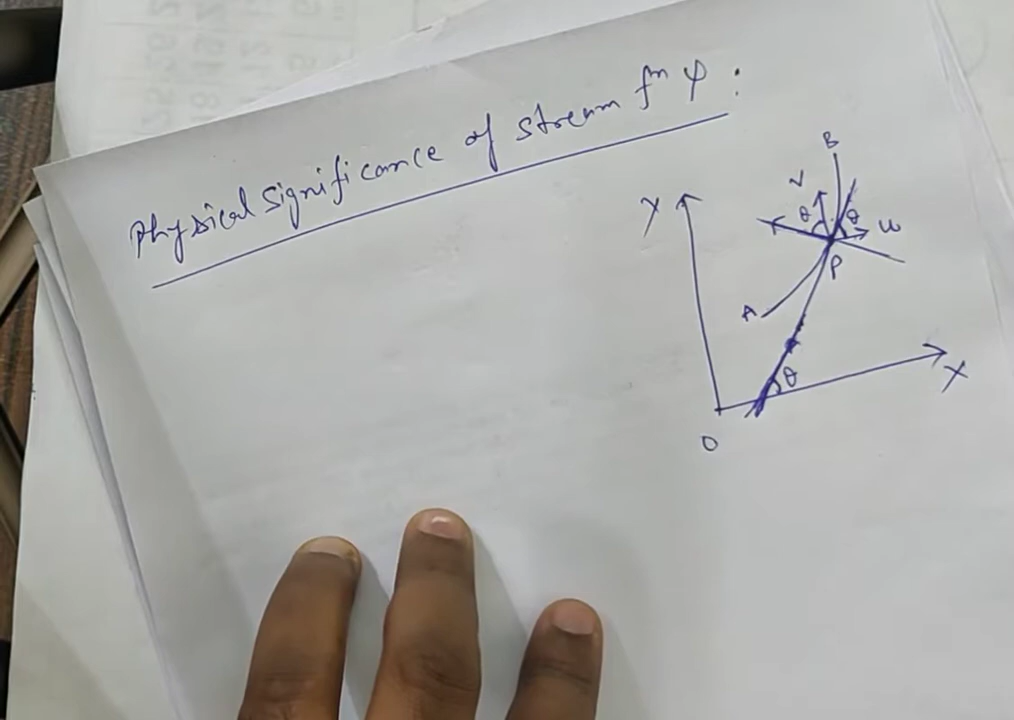 Physical Significance of stream fn ψ :
B
Y
V
θ
θ
u
P
A
θ
X
O